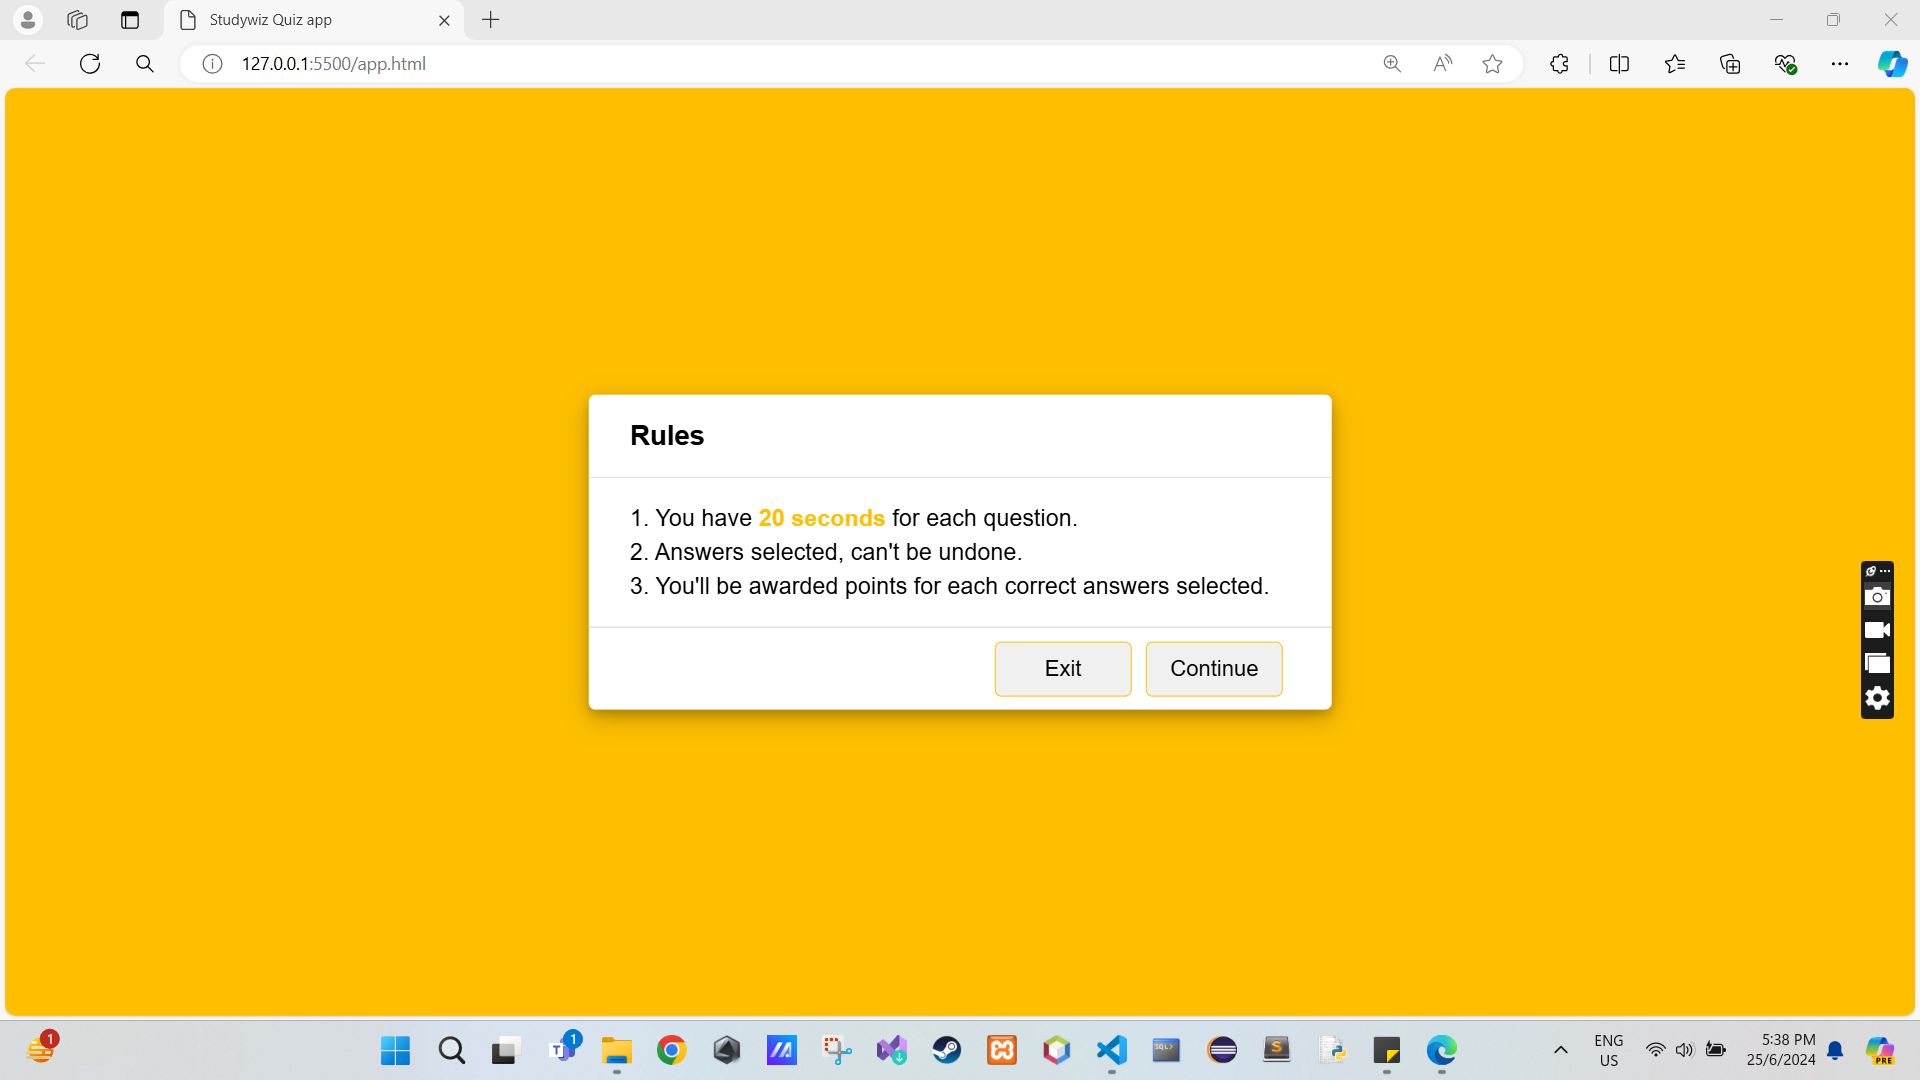 Studywiz Quiz app
127.0.0.1:5500/app.html
Rules
1. You have 20 seconds for each question.
2. Answers selected, can't be undone.
3. You'll be awarded points for each correct answers selected.
Exit
Continue
1
1
T
SQL>
S
ENG
US
5:38 PM
25/6/2024
PRE